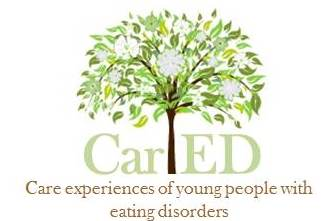 CarED
Care experiences of young people with
eating disorders